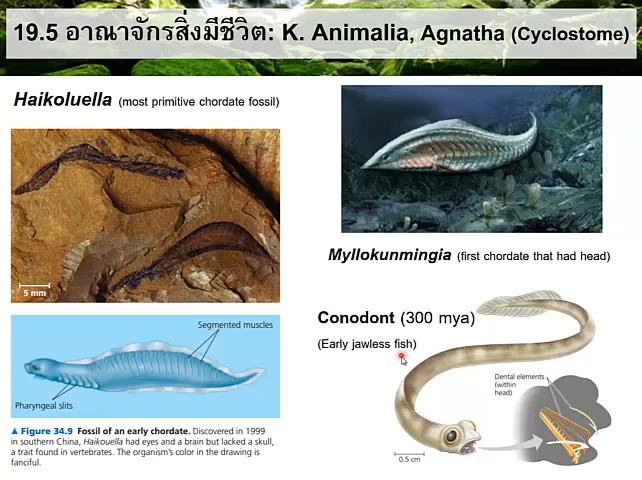 19.5 อาณาจักรสิ่งมีชีวิต: K. Animalia, Agnatha (Cyclostome)
Haikoluella (most primitive chordate fossil)
5 mm
Segmented muscles
Pharyngeal slits
▲ Figure 34.9 Fossil of an early chordate. Discovered in 1999
in southern China, Haikouella had eyes and a brain but lacked a skull,
a trait found in vertebrates. The organism's color in the drawing is
fanciful.
Myllokunmingia (first chordate that had head)
Conodont (300 mya)
(Early jawless fish)
Dental elements
(within
head)
0.5 cm